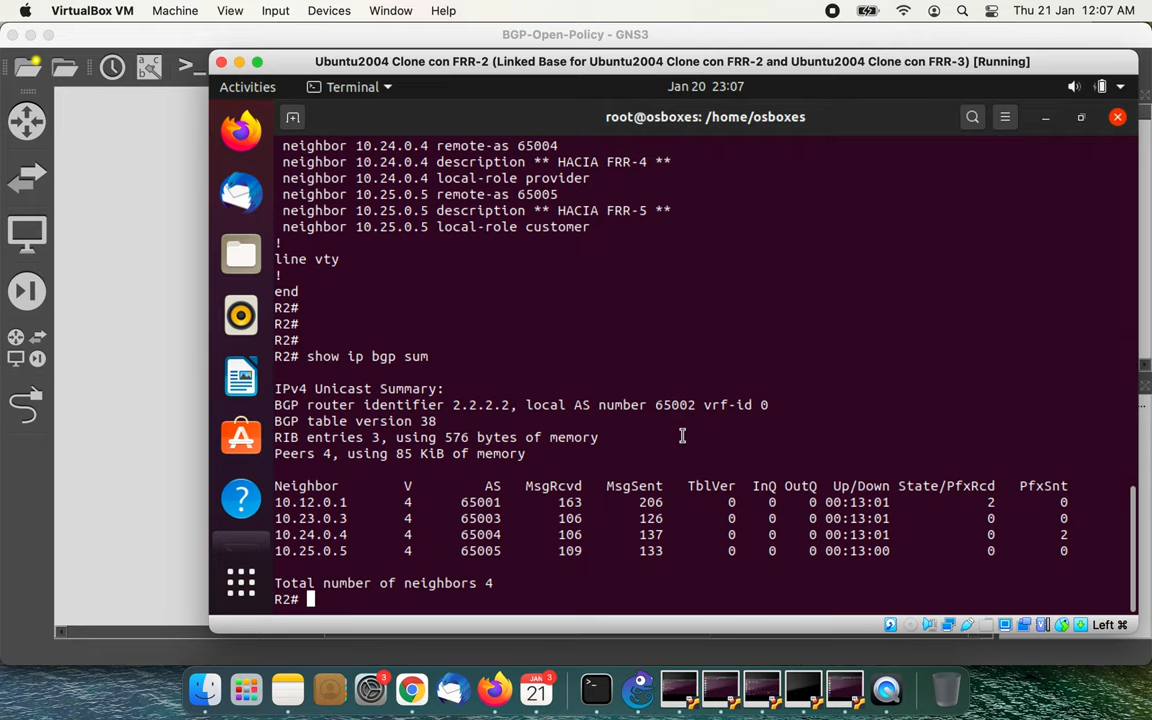 VirtualBox VM Machine View Input Devices Window Help Thu 21 Jan 12:07 AM
BGP-Open-Policy - GNS3
Ubuntu2004 Clone con FRR-2 (Linked Base for Ubuntu2004 Clone con FRR-2 and Ubuntu2004 Clone con FRR-3) [Running]
Activities Terminal Jan 20 23:07
root@osboxes: /home/osboxes
neighbor 10.24.0.4 remote-as 65004
neighbor 10.24.0.4 description ** HACIA FRR-4 **
neighbor 10.24.0.4 local-role provider
neighbor 10.25.0.5 remote-as 65005
neighbor 10.25.0.5 description ** HACIA FRR-5 **
neighbor 10.25.0.5 local-role customer
!
line vty
!
end
R2#
R2#
R2#
R2# show ip bgp sum
IPv4 Unicast Summary:
BGP router identifier 2.2.2.2, local AS number 65002 vrf-id 0
BGP table version 38
RIB entries 3, using 576 bytes of memory
Peers 4, using 85 KiB of memory
Neighbor V AS MsgRcvd MsgSent TblVer InQ OutQ Up/Down State/PfxRcd PfxSnt
10.12.0.1 4 65001 163 206 0 0 0 00:13:01 2 0
10.23.0.3 4 65003 106 126 0 0 0 00:13:01 0 0
10.24.0.4 4 65004 106 137 0 0 0 00:13:01 0 2
10.25.0.5 4 65005 109 133 0 0 0 00:13:00 0 0
Total number of neighbors 4
R2#
Left ⌘
3
JAN
21
3